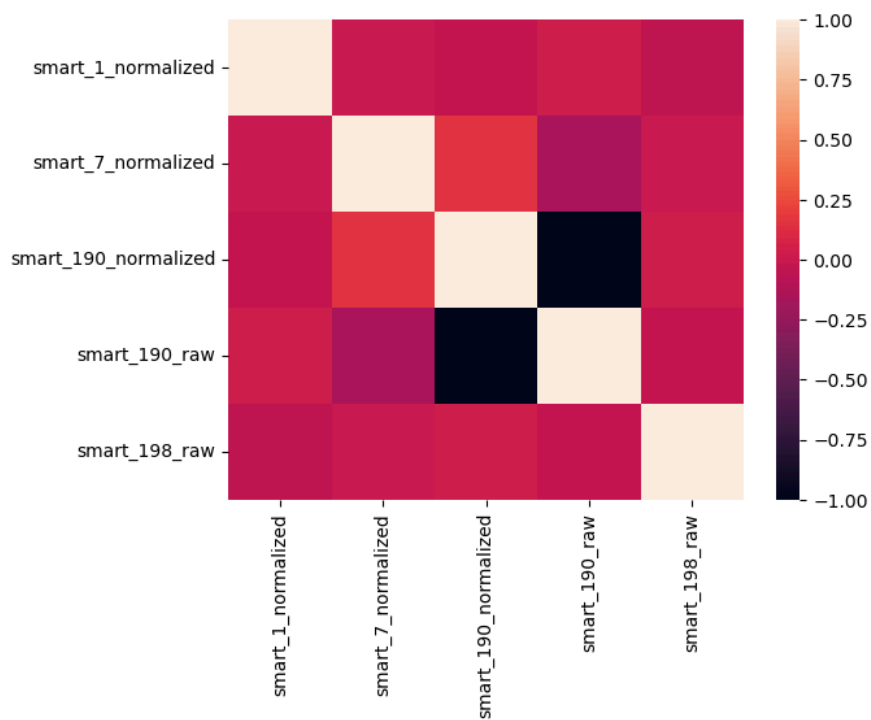 smart_1_normalized
smart_7_normalized
smart_190_normalized
smart_190_raw
smart_198_raw
smart_1_normalized
smart_7_normalized
smart_190_normalized
smart_190_raw
smart_198_raw
1.00
0.75
0.50
0.25
0.00
−0.25
−0.50
−0.75
−1.00